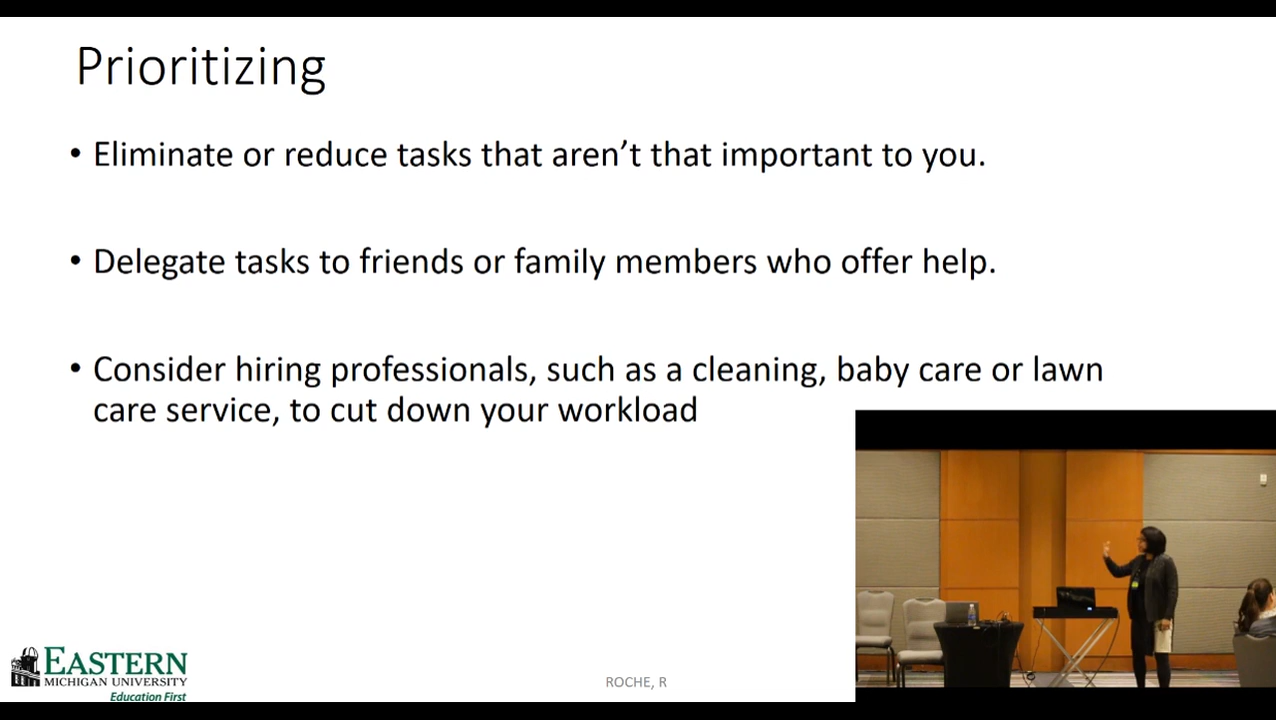 Prioritizing
• Eliminate or reduce tasks that aren’t that important to you.
• Delegate tasks to friends or family members who offer help.
• Consider hiring professionals, such as a cleaning, baby care or lawn
care service, to cut down your workload
EASTERN
MICHIGAN UNIVERSITY
Education First
ROCHE, R